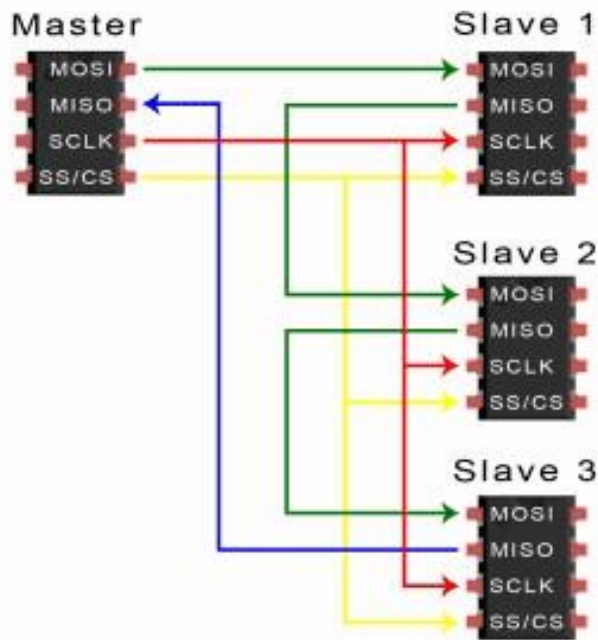 Master
MOSI
MISO
SCLK
SS/CS
Slave 1
MOSI
MISO
SCLK
SS/CS
Slave 2
MOSI
MISO
SCLK
SS/CS
Slave 3
MOSI
MISO
SCLK
SS/CS